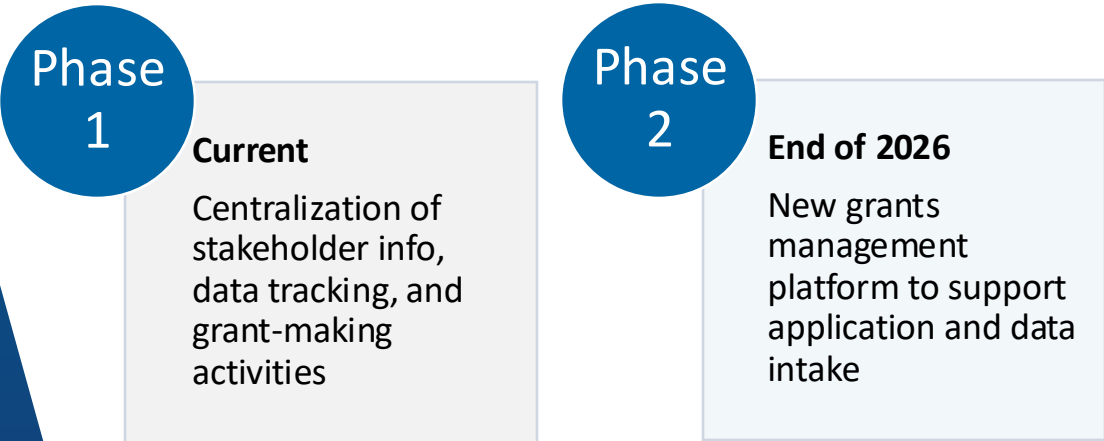 Phase
1
Current
Centralization of
stakeholder info,
data tracking, and
grant-making
activities
Phase
2
End of 2026
New grants
management
platform to support
application and data
intake